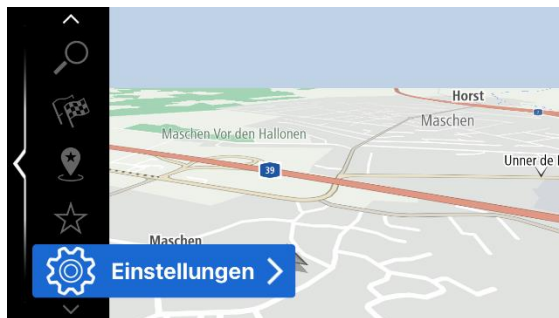 Horst
Maschen
Maschen Vor den Hallonen
Unner de
39
Maschen
Einstellungen